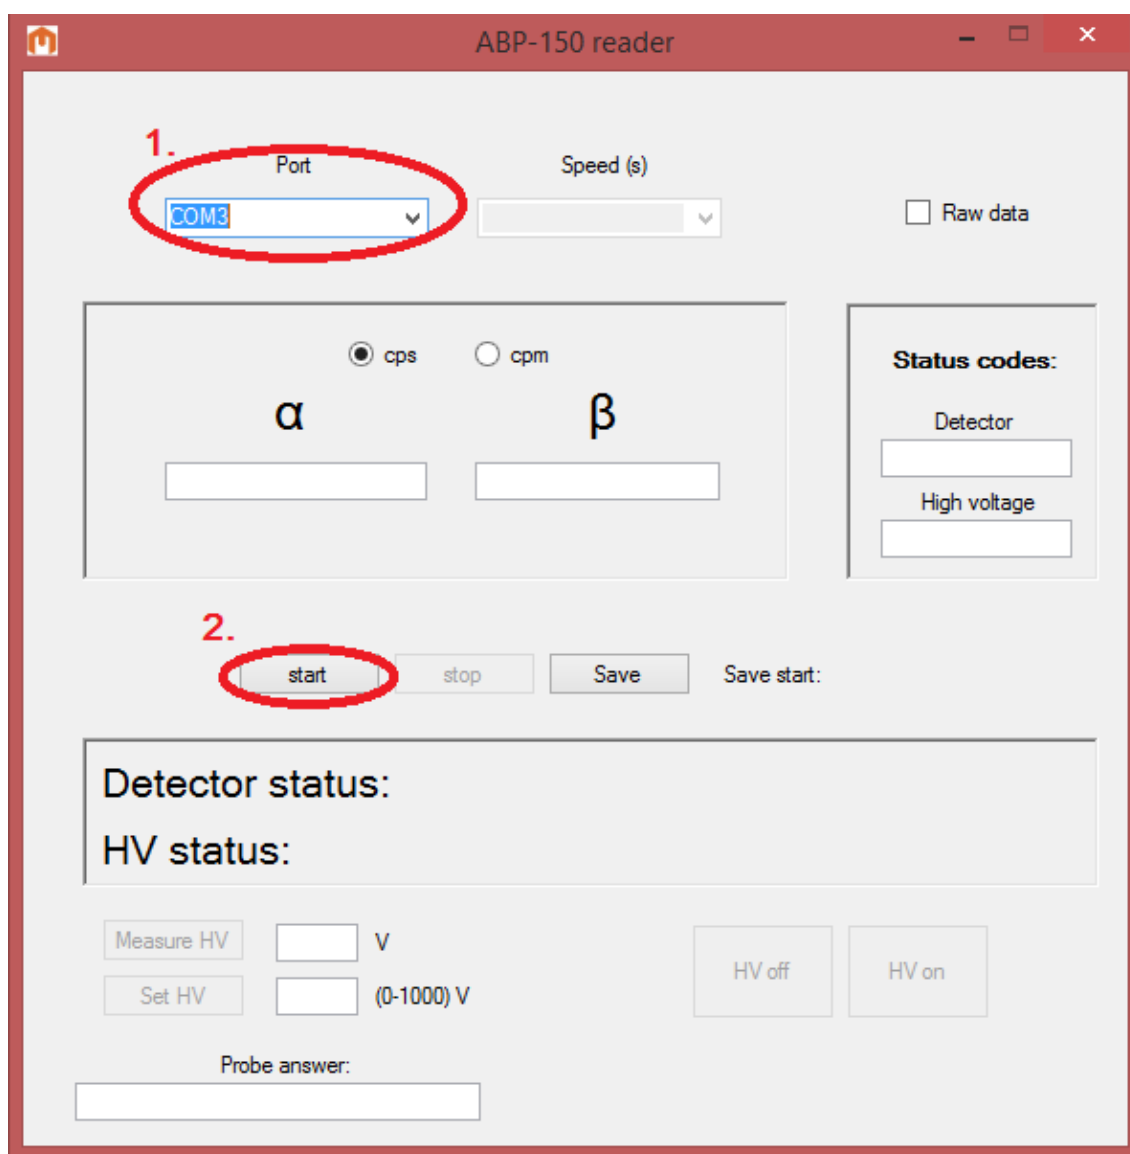 ABP-150 reader
1.
Port
Speed (s)
COM3
Raw data
cps
cpm
Status codes:
α
β
Detector
High voltage
2.
start
stop
Save
Save start:
Detector status:
HV status:
Measure HV
V
HV off
HV on
Set HV
(0-1000) V
Probe answer: